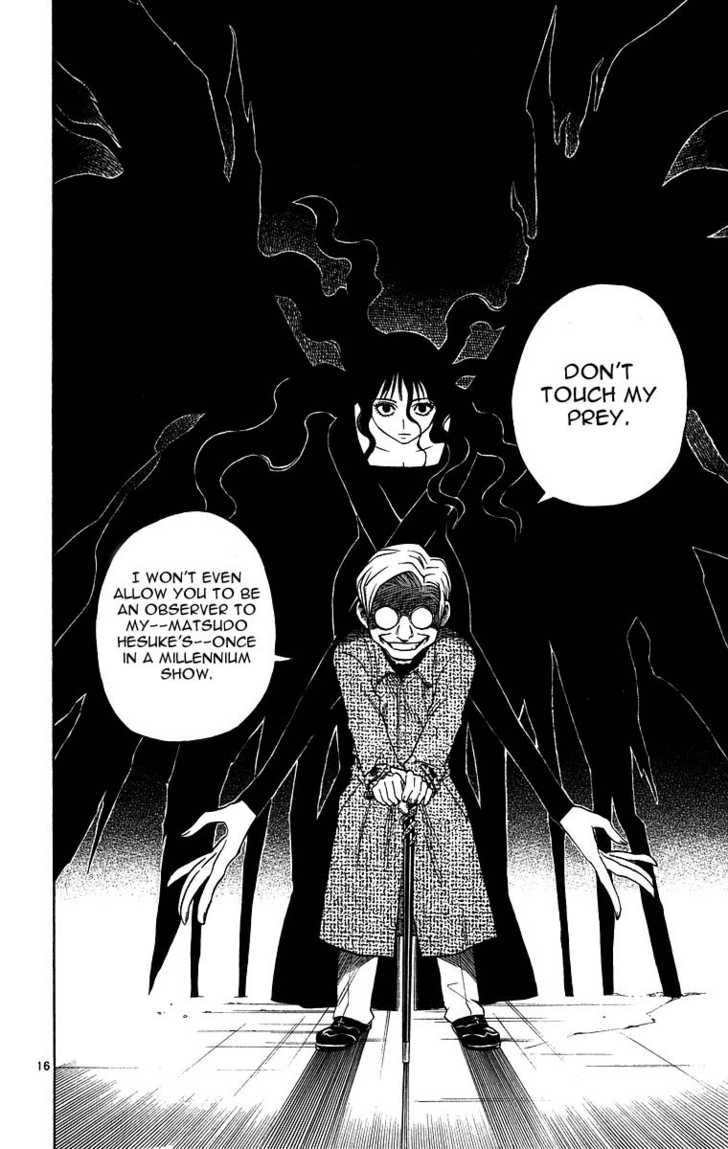 DON'T
TOUCH MY
PREY.
I WON'T EVEN
ALLOW YOU TO BE
AN OBSERVER TO
MY--MATSUDO
HESUKE'S--ONCE
IN A MILLENNIUM
SHOW.
16